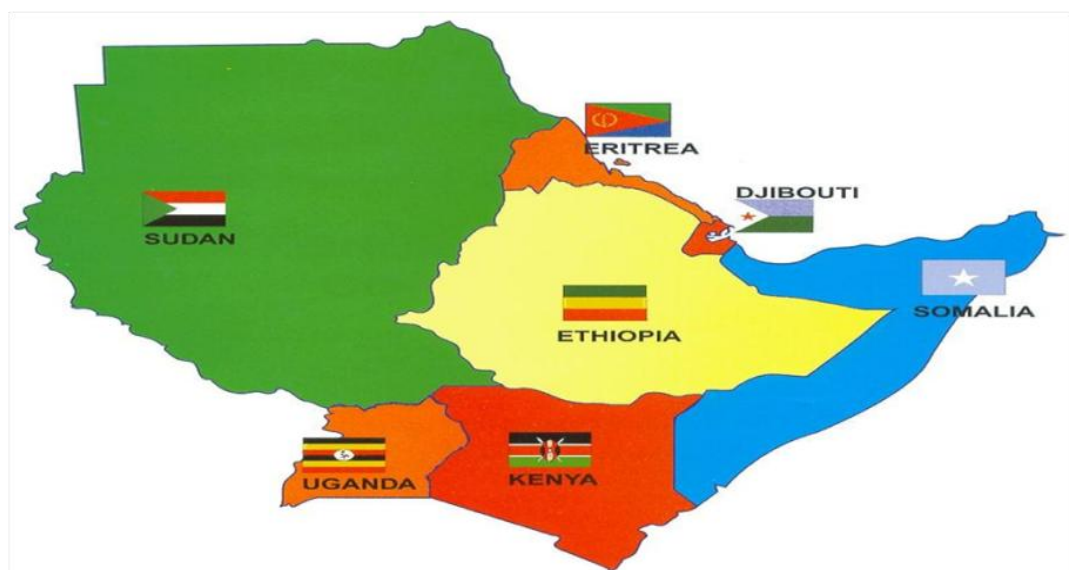 ERITREA
DJIBOUTI
SUDAN
SOMALIA
ETHIOPIA
UGANDA
KENYA